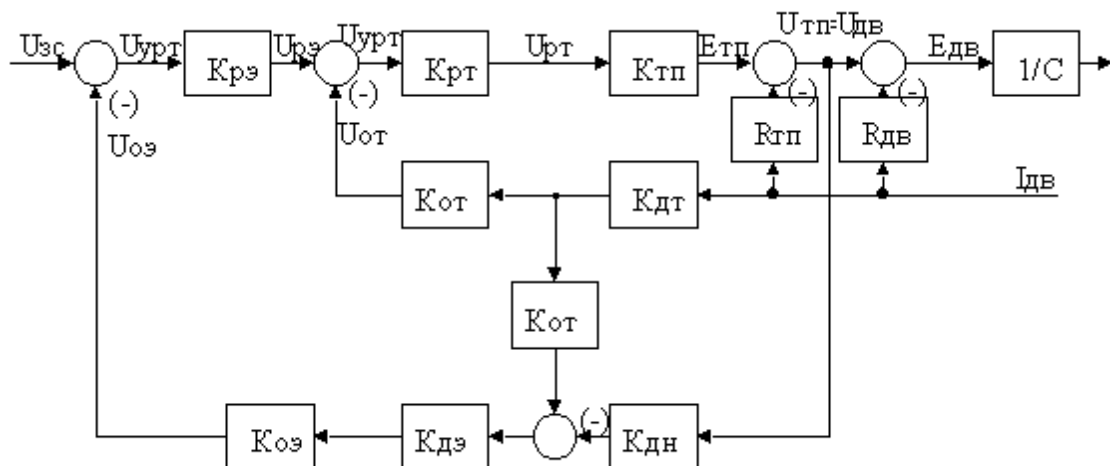 Uтп=Uдв
Uзс Uурт Uрэ Uурт Uрт Eтп Eдв
Kрэ Kрт Kтп 1/C
(-) (-) (-) (-)
Uоэ Uот Rтп Rдв
Iдв
Kот Kдт
Kот
(-)
Kоэ Kдэ Kдн